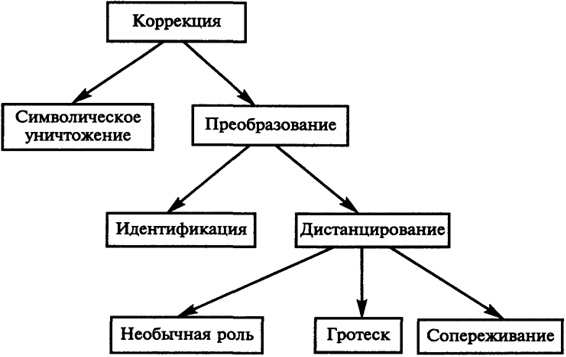 Коррекция
Символическое
уничтожение
Преобразование
Идентификация
Дистанцирование
Необычная роль
Гротеск
Сопереживание